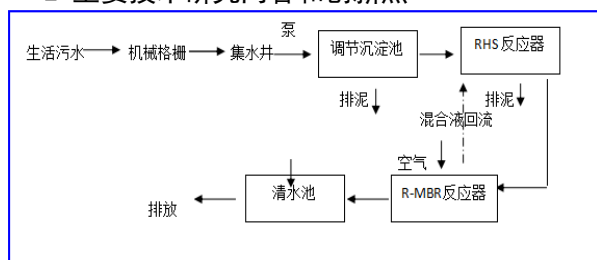 泵
生活污水
机械格栅
集水井
调节沉淀池
RHS反应器
排泥
排泥
混合液回流
空气
清水池
R-MBR反应器
排放